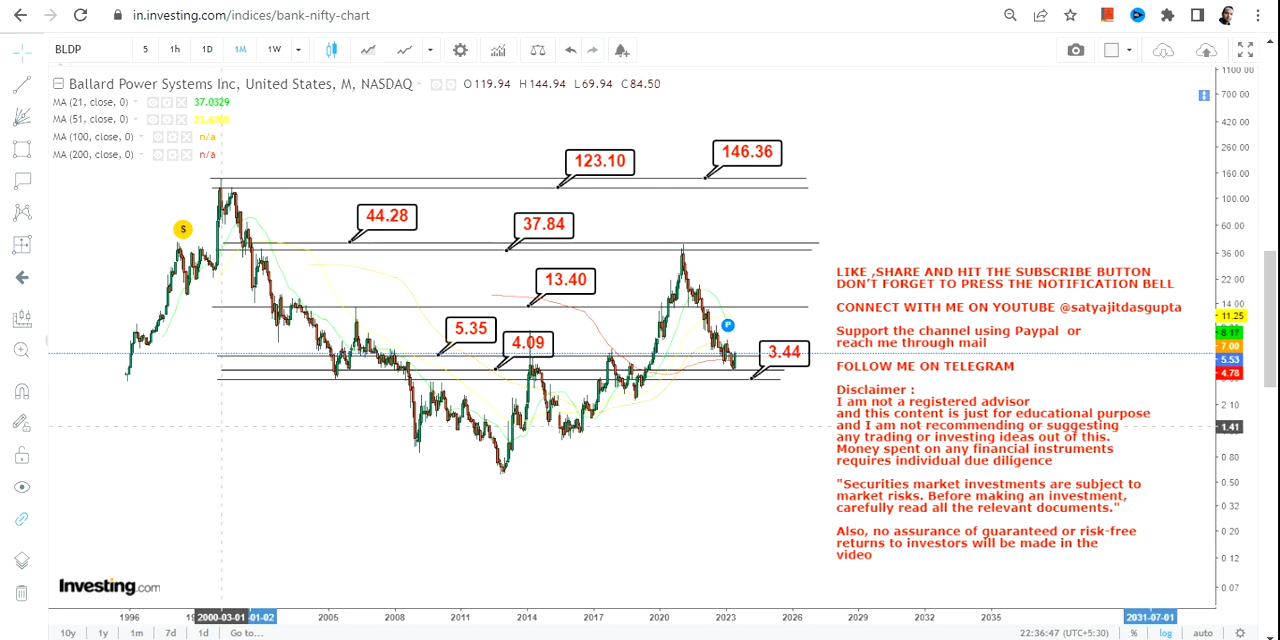 in.investing.com/indices/bank-nifty-chart
BLDP 5 1h 1D 1M 1W
Ballard Power Systems Inc, United States, M, NASDAQ O119.94 H144.94 L69.94 C84.50
MA (21, close, 0) 37.0329
MA (51, close, 0)
MA (100, close, 0) n/a
MA (200, close, 0) n/a
146.36
123.10
44.28
37.84
13.40
5.35
4.09
3.44
S
P
LIKE ,SHARE AND HIT THE SUBSCRIBE BUTTON
DON'T FORGET TO PRESS THE NOTIFICATION BELL
CONNECT WITH ME ON YOUTUBE @satyajitdasgupta
Support the channel using Paypal or
reach me through mail
FOLLOW ME ON TELEGRAM
Disclaimer :
I am not a registered advisor
and this content is just for educational purpose
and I am not recommending or suggesting
any trading or investing ideas out of this.
Money spent on any financial instruments
requires individual due diligence
"Securities market investments are subject to
market risks. Before making an investment,
carefully read all the relevant documents."
Also, no assurance of guaranteed or risk-free
returns to investors will be made in the
video
1100.00
700.00
420.00
260.00
160.00
100.00
60.00
36.00
22.00
14.00
11.25
8.17
7.00
5.53
4.78
2.10
1.41
0.80
0.50
0.32
0.20
0.12
0.07
Investing.com
1996 2000-03-01 -01-02 2005 2008 2011 2014 2017 2020 2023 2026 2029 2032 2035 2031-07-01
10y 1y 1m 7d 1d Go to... 22:36:47 (UTC+5:30) % log auto